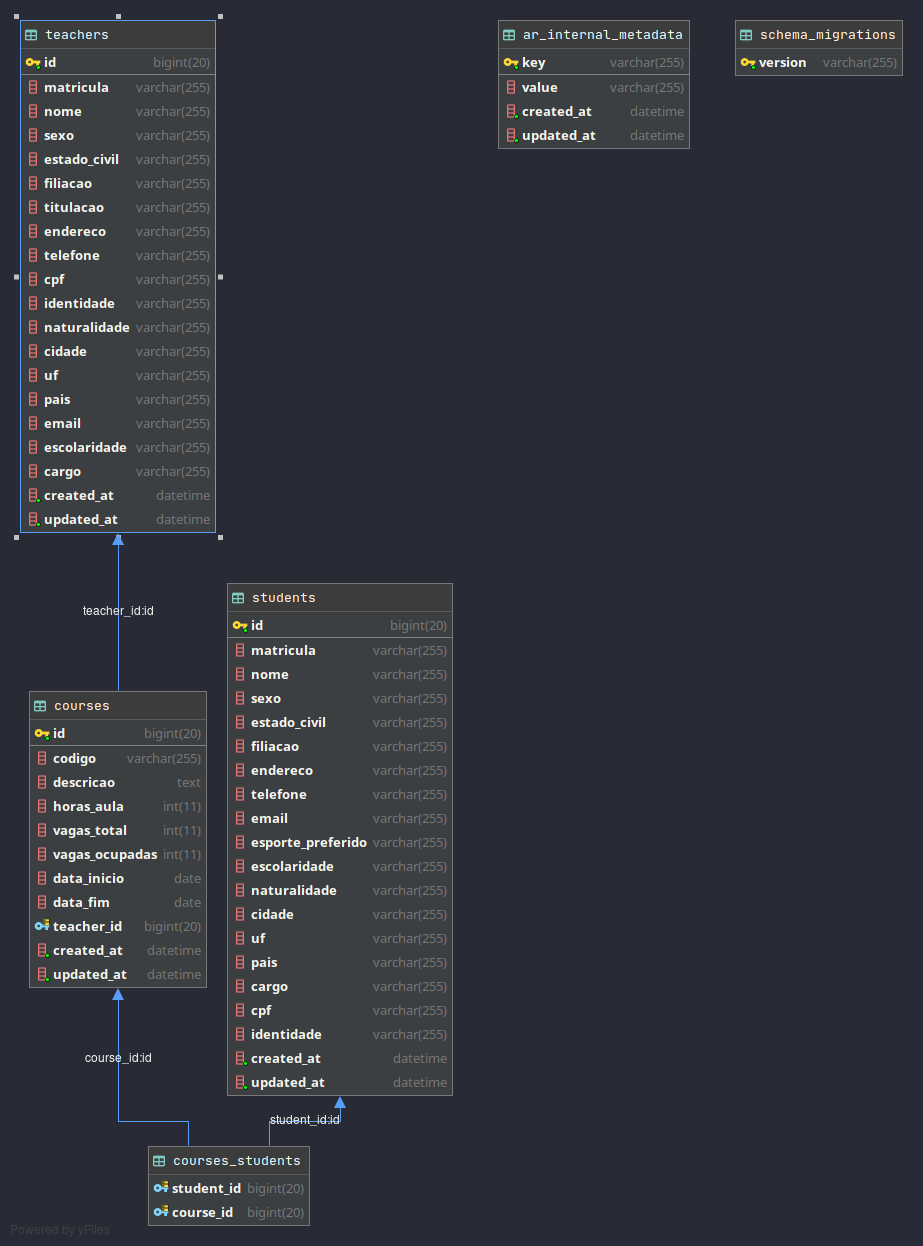 teachers
id bigint(20)
matricula varchar(255)
nome varchar(255)
sexo varchar(255)
estado_civil varchar(255)
filiacao varchar(255)
titulacao varchar(255)
endereco varchar(255)
telefone varchar(255)
cpf varchar(255)
identidade varchar(255)
naturalidade varchar(255)
cidade varchar(255)
uf varchar(255)
pais varchar(255)
email varchar(255)
escolaridade varchar(255)
cargo varchar(255)
created_at datetime
updated_at datetime
ar_internal_metadata
key varchar(255)
value varchar(255)
created_at datetime
updated_at datetime
schema_migrations
version varchar(255)
teacher_id:id
students
id bigint(20)
matricula varchar(255)
nome varchar(255)
sexo varchar(255)
estado_civil varchar(255)
filiacao varchar(255)
endereco varchar(255)
telefone varchar(255)
email varchar(255)
esporte_preferido varchar(255)
escolaridade varchar(255)
naturalidade varchar(255)
cidade varchar(255)
uf varchar(255)
pais varchar(255)
cargo varchar(255)
cpf varchar(255)
identidade varchar(255)
created_at datetime
updated_at datetime
courses
id bigint(20)
codigo varchar(255)
descricao text
horas_aula int(11)
vagas_total int(11)
vagas_ocupadas int(11)
data_inicio date
data_fim date
teacher_id bigint(20)
created_at datetime
updated_at datetime
course_id:id
student_id:id
courses_students
student_id bigint(20)
course_id bigint(20)
Powered by yFiles